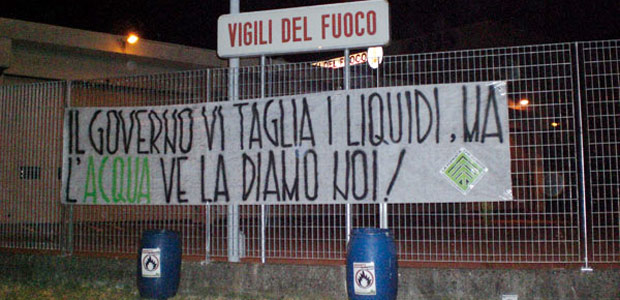 VIGILI DEL FUOCO
IL GOVERNO VI TAGLIA I LIQUIDI, MA
L'ACQUA VE LA DIAMO NOI!